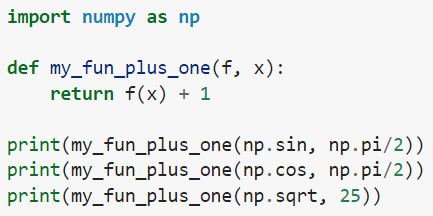 import numpy as np
def my_fun_plus_one(f, x):
    return f(x) + 1
print(my_fun_plus_one(np.sin, np.pi/2))
print(my_fun_plus_one(np.cos, np.pi/2))
print(my_fun_plus_one(np.sqrt, 25))